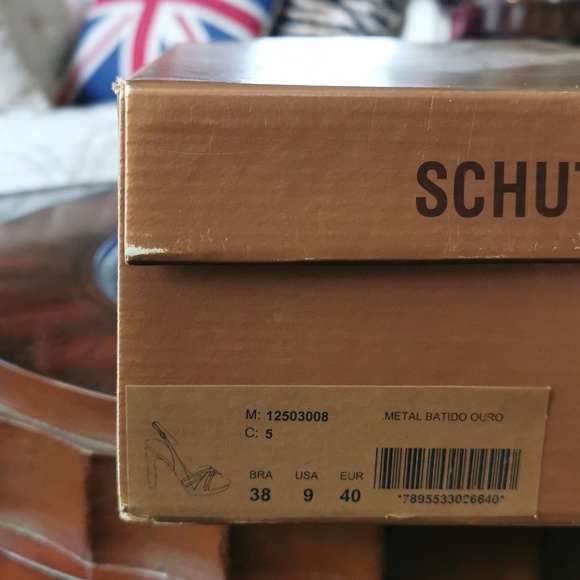 SCHUT
M: 12503008
C: 5
.METAL BATIDO OURO
BRA USA EUR
38 9 40
*7895533026640*